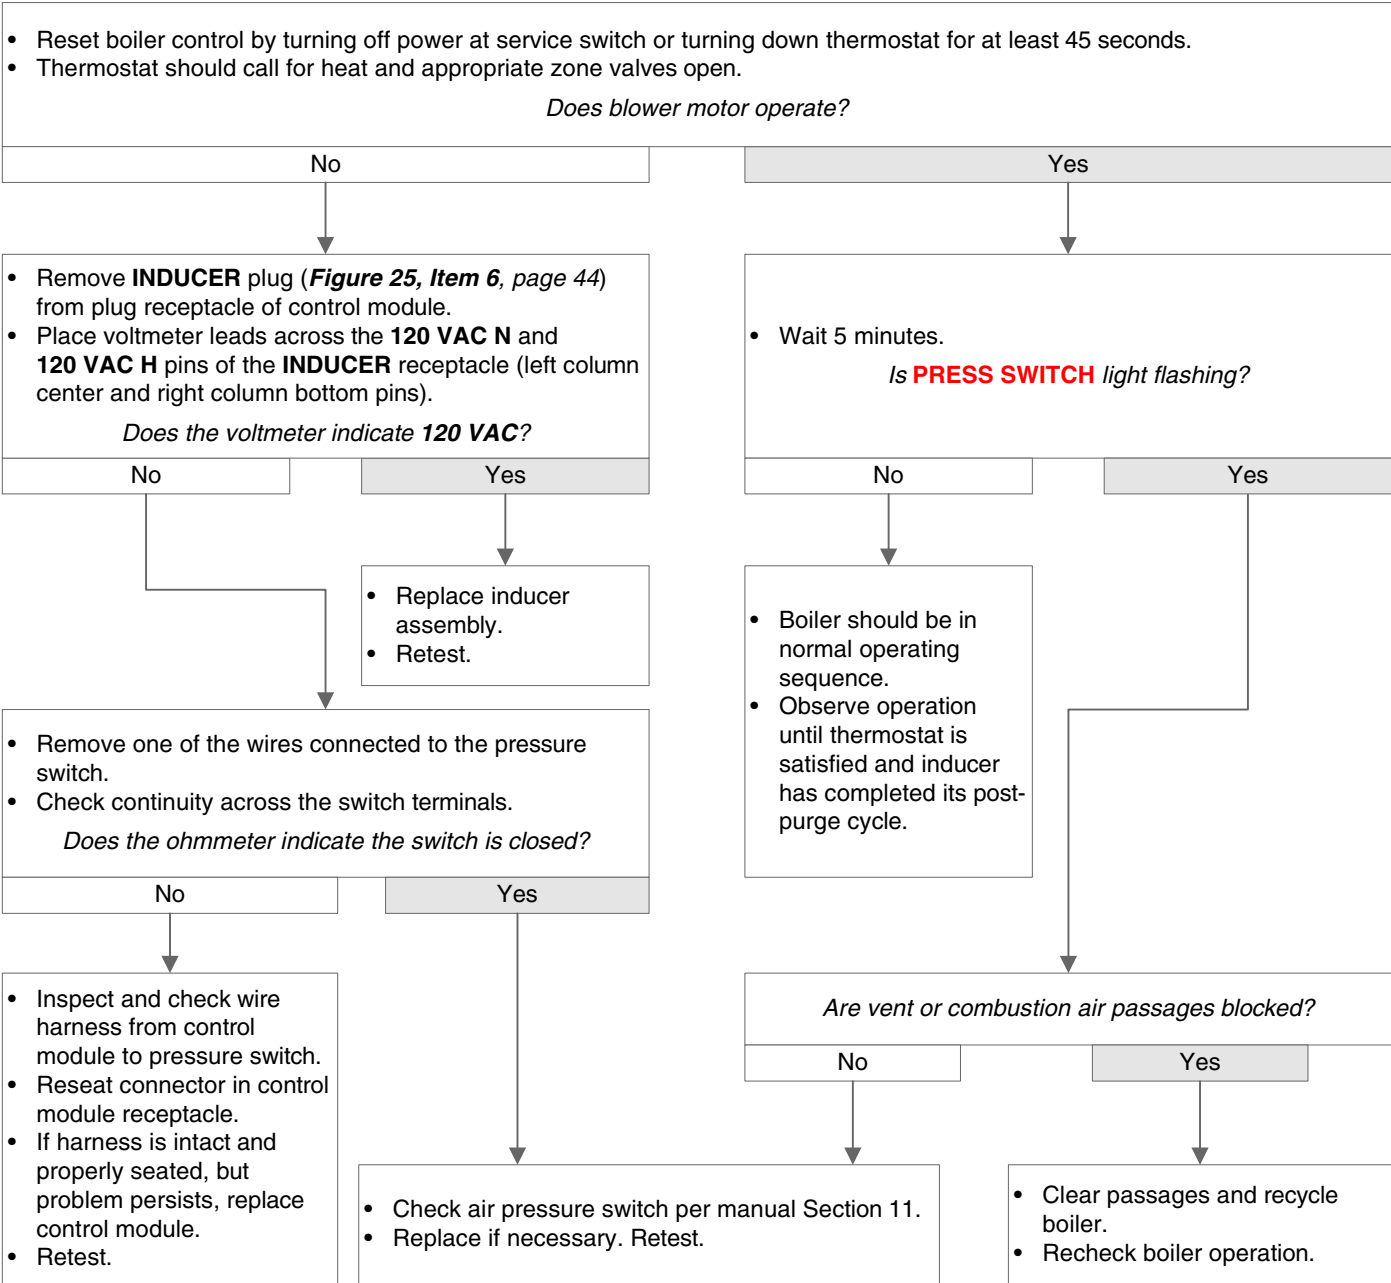 • Reset boiler control by turning off power at service switch or turning down thermostat for at least 45 seconds.
• Thermostat should call for heat and appropriate zone valves open.
Does blower motor operate?
No
Yes
• Remove INDUCER plug (Figure 25, Item 6, page 44)
from plug receptacle of control module.
• Place voltmeter leads across the 120 VAC N and
120 VAC H pins of the INDUCER receptacle (left column
center and right column bottom pins).
Does the voltmeter indicate 120 VAC?
No
Yes
• Wait 5 minutes.
Is PRESS SWITCH light flashing?
No
Yes
• Replace inducer
assembly.
• Retest.
• Boiler should be in
normal operating
sequence.
• Observe operation
until thermostat is
satisfied and inducer
has completed its post-
purge cycle.
• Remove one of the wires connected to the pressure
switch.
• Check continuity across the switch terminals.
Does the ohmmeter indicate the switch is closed?
No
Yes
• Inspect and check wire
harness from control
module to pressure switch.
• Reseat connector in control
module receptacle.
• If harness is intact and
properly seated, but
problem persists, replace
control module.
• Retest.
Are vent or combustion air passages blocked?
No
Yes
• Check air pressure switch per manual Section 11.
• Replace if necessary. Retest.
• Clear passages and recycle
boiler.
• Recheck boiler operation.